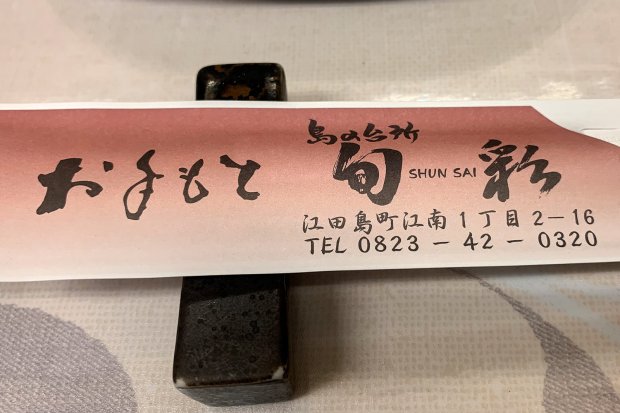 おてもと
島の台所
旬 SHUN SAI 彩
江田島町江南1丁目2-16
TEL 0823-42-0320